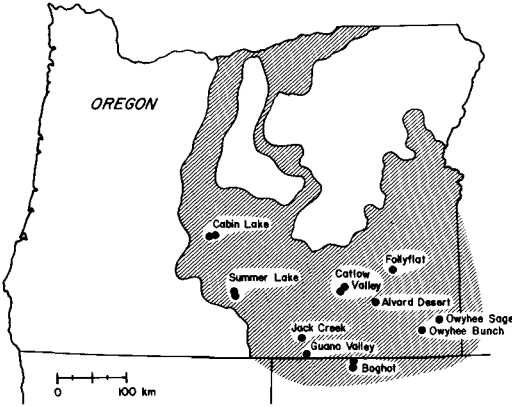 OREGON
Cabin Lake
Follyflat
Summer Lake
Catlow
Valley
Alvard Desert
Owyhee Sage
Owyhee Bunch
Jack Creek
Guano Valley
Boghot
0 100 km